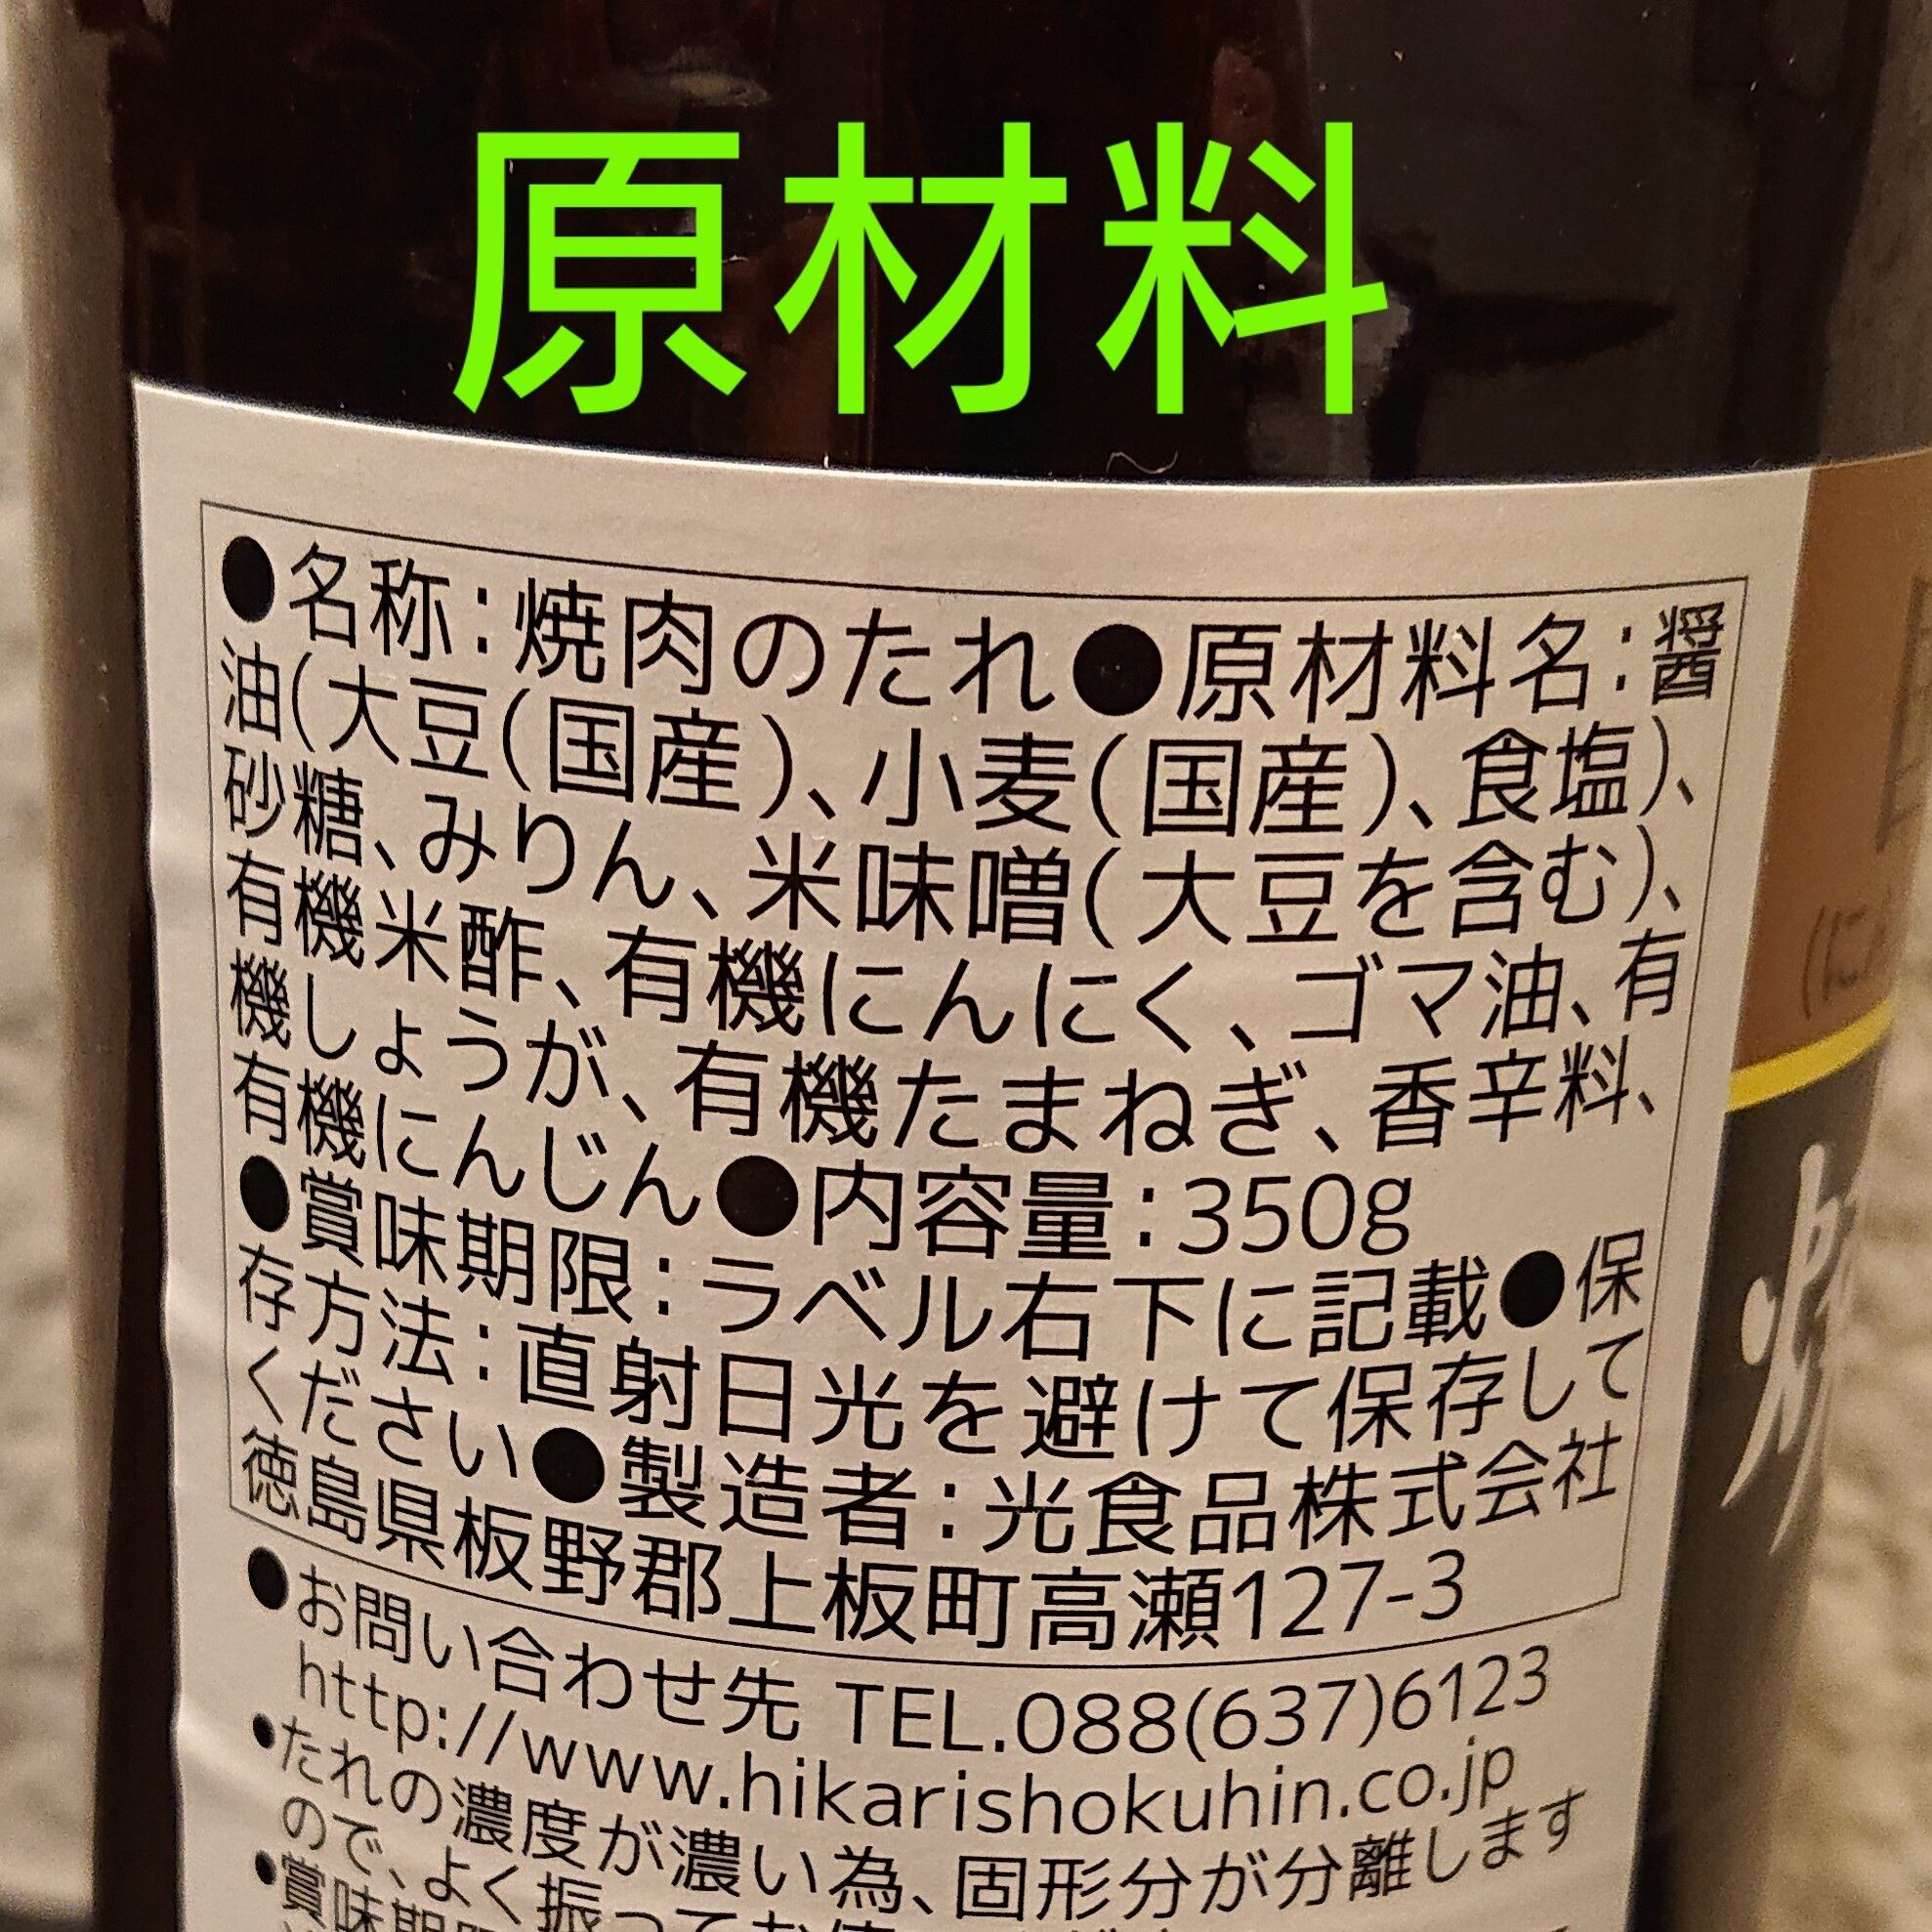 原材料
●名称：焼肉のたれ●原材料名：醤
油(大豆(国産)、小麦(国産)、食塩)、
砂糖、みりん、米味噌(大豆を含む)、
有機米酢、有機にんにく、ゴマ油、有
機しょうが、有機たまねぎ、香辛料、
有機にんじん●内容量：350g
●賞味期限：ラベル右下に記載●保
存方法：直射日光を避けて保存して
ください●製造者：光食品株式会社
徳島県板野郡上板町高瀬127-3
●お問い合わせ先 TEL.088(637)6123
http://www.hikarishokuhin.co.jp
●たれの濃度が濃い為、固形分が分離します
ので、よく振って
●賞味期限